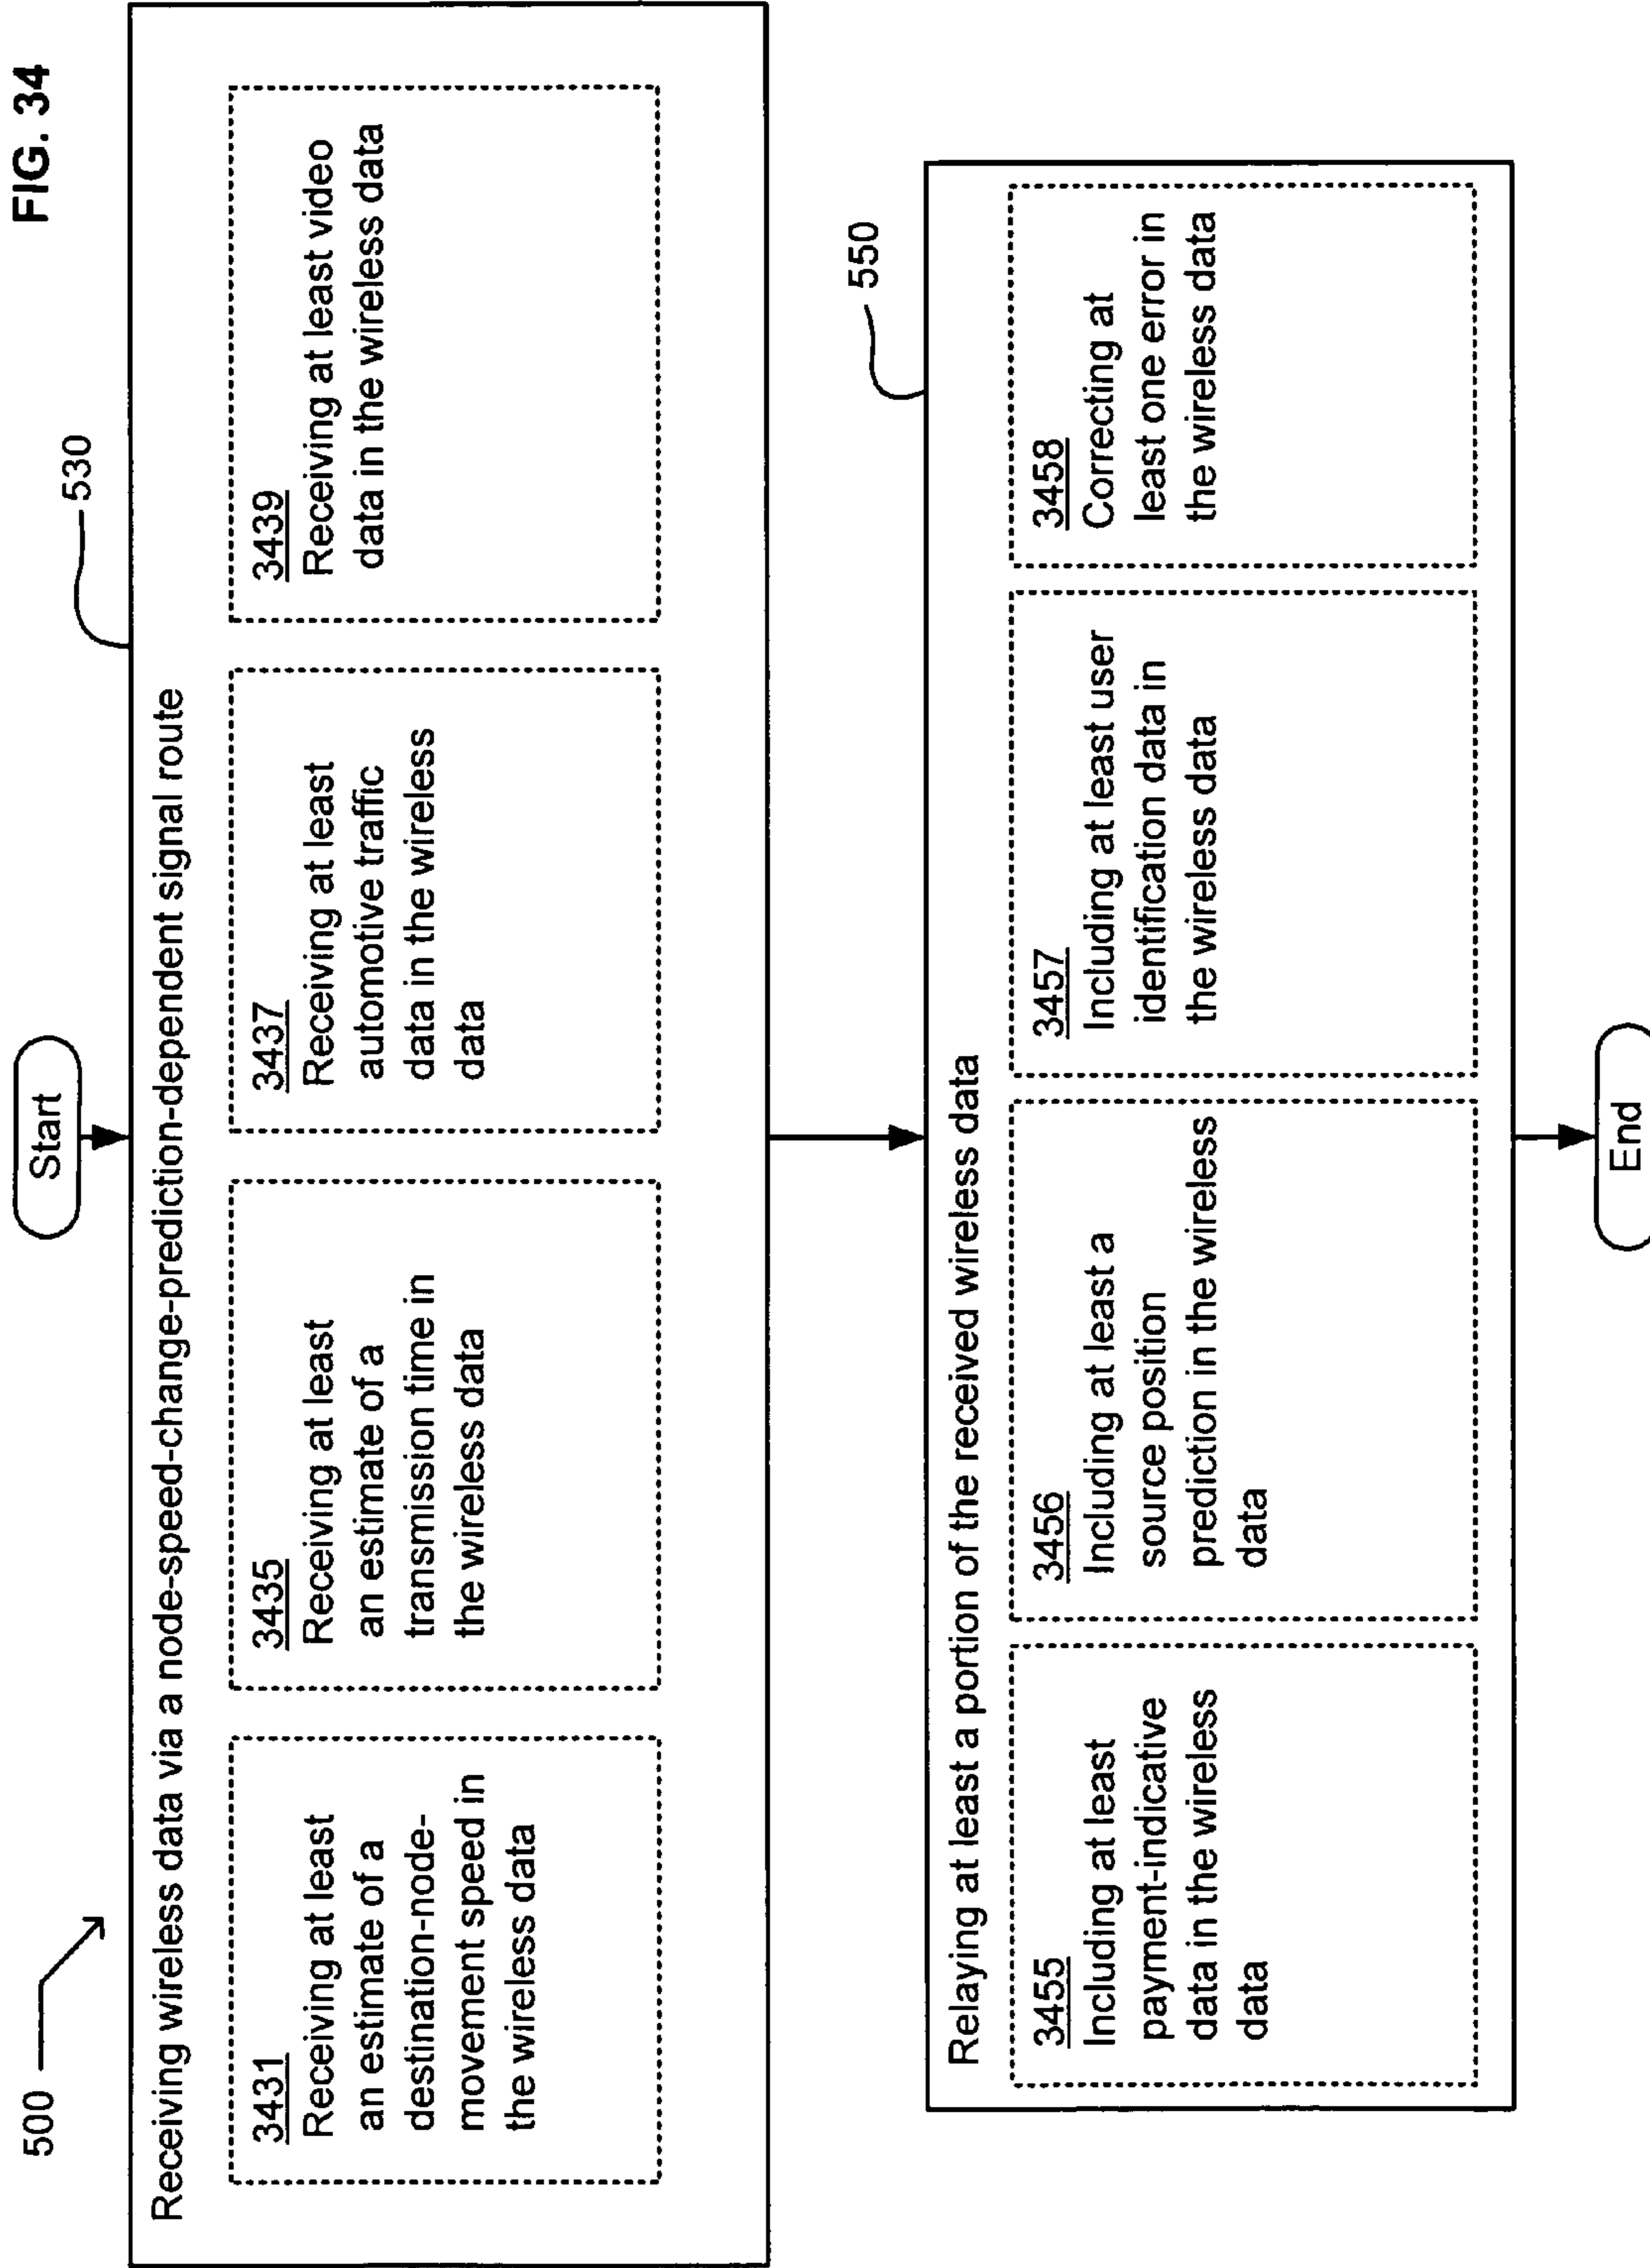 FIG. 34
500
Start
530
Receiving wireless data via a node-speed-change-prediction-dependent signal route
3431
Receiving at least
an estimate of a
destination-node-
movement speed in
the wireless data
3435
Receiving at least
an estimate of a
transmission time in
the wireless data
3437
Receiving at least
automotive traffic
data in the wireless
data
3439
Receiving at least video
data in the wireless data
550
Relaying at least a portion of the received wireless data
3455
Including at least
payment-indicative
data in the wireless
data
3456
Including at least a
source position
prediction in the wireless
data
3457
Including at least user
identification data in
the wireless data
3458
Correcting at
least one error in
the wireless data
End